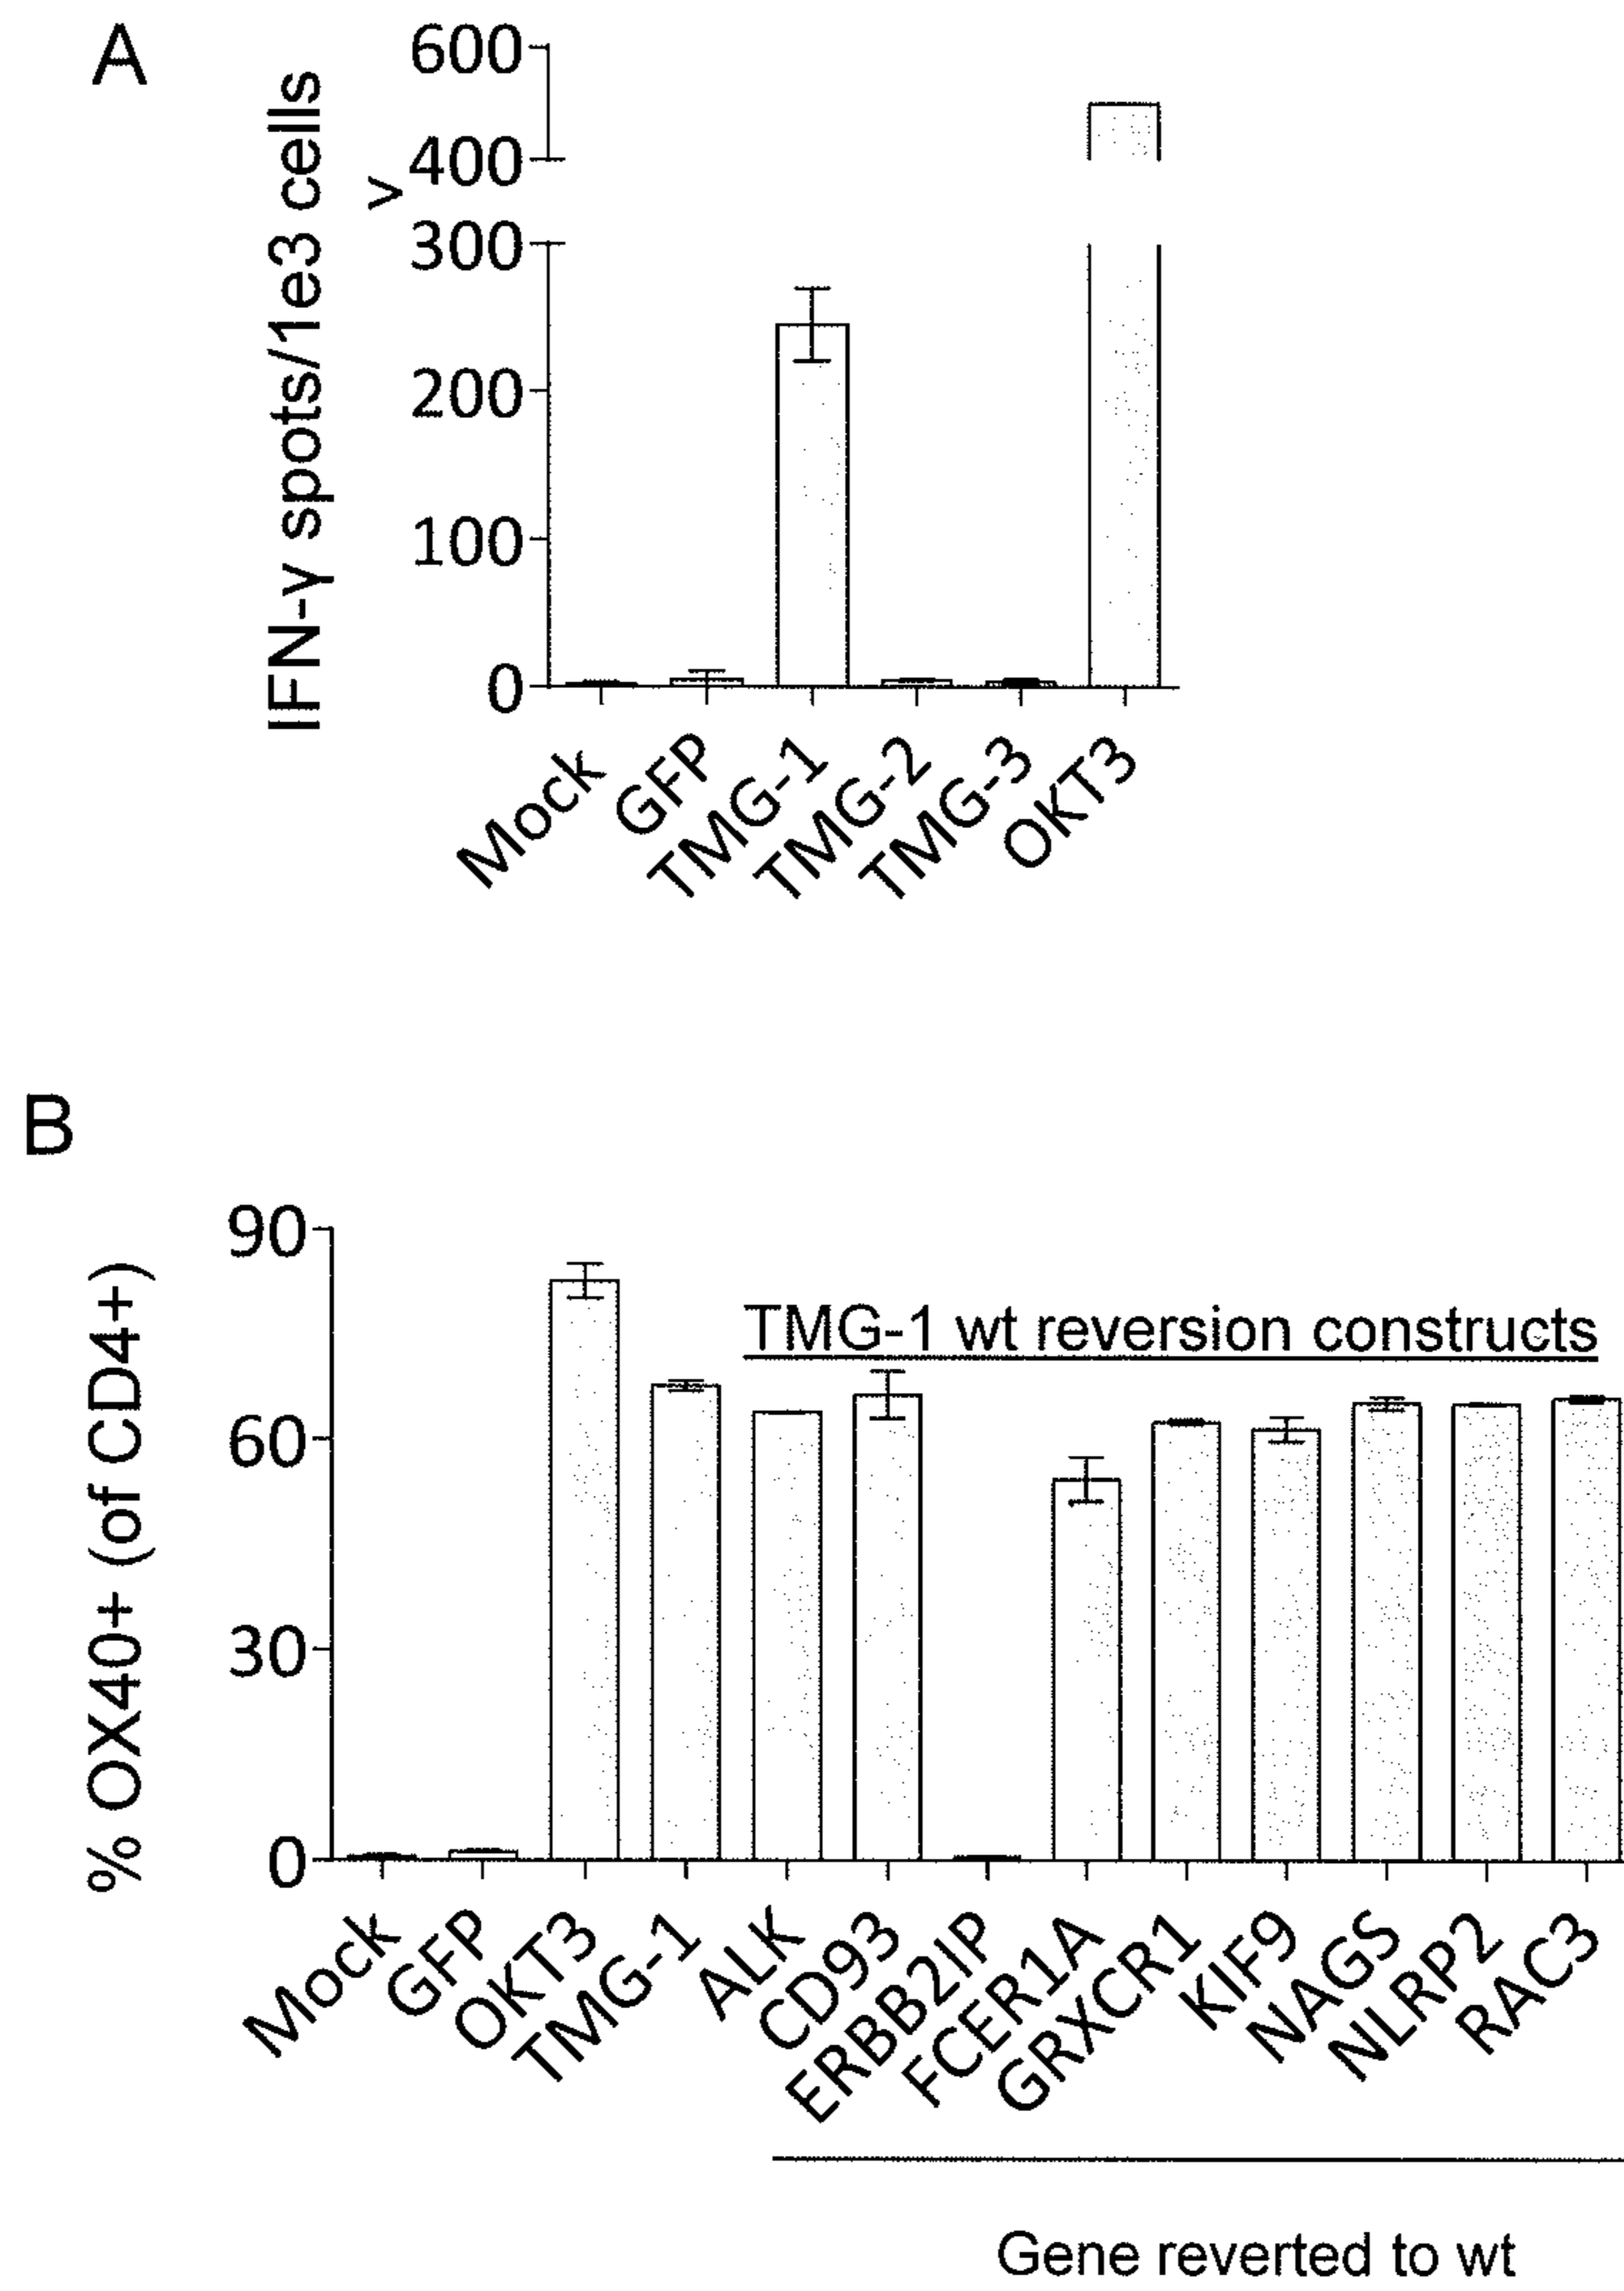 A
IFN-γ spots/1e3 cells
>
600
400
300
200
100
0
Mock
GFP
TMG-1
TMG-2
TMG-3
OKT3
B
% OX40+ (of CD4+)
90
60
30
0
TMG-1 wt reversion constructs
Mock
GFP
OKT3
TMG-1
ALK
CD93
ERBB2IP
FCER1A
GRXCR1
KIF9
NAGS
NLRP2
RAC3
Gene reverted to wt